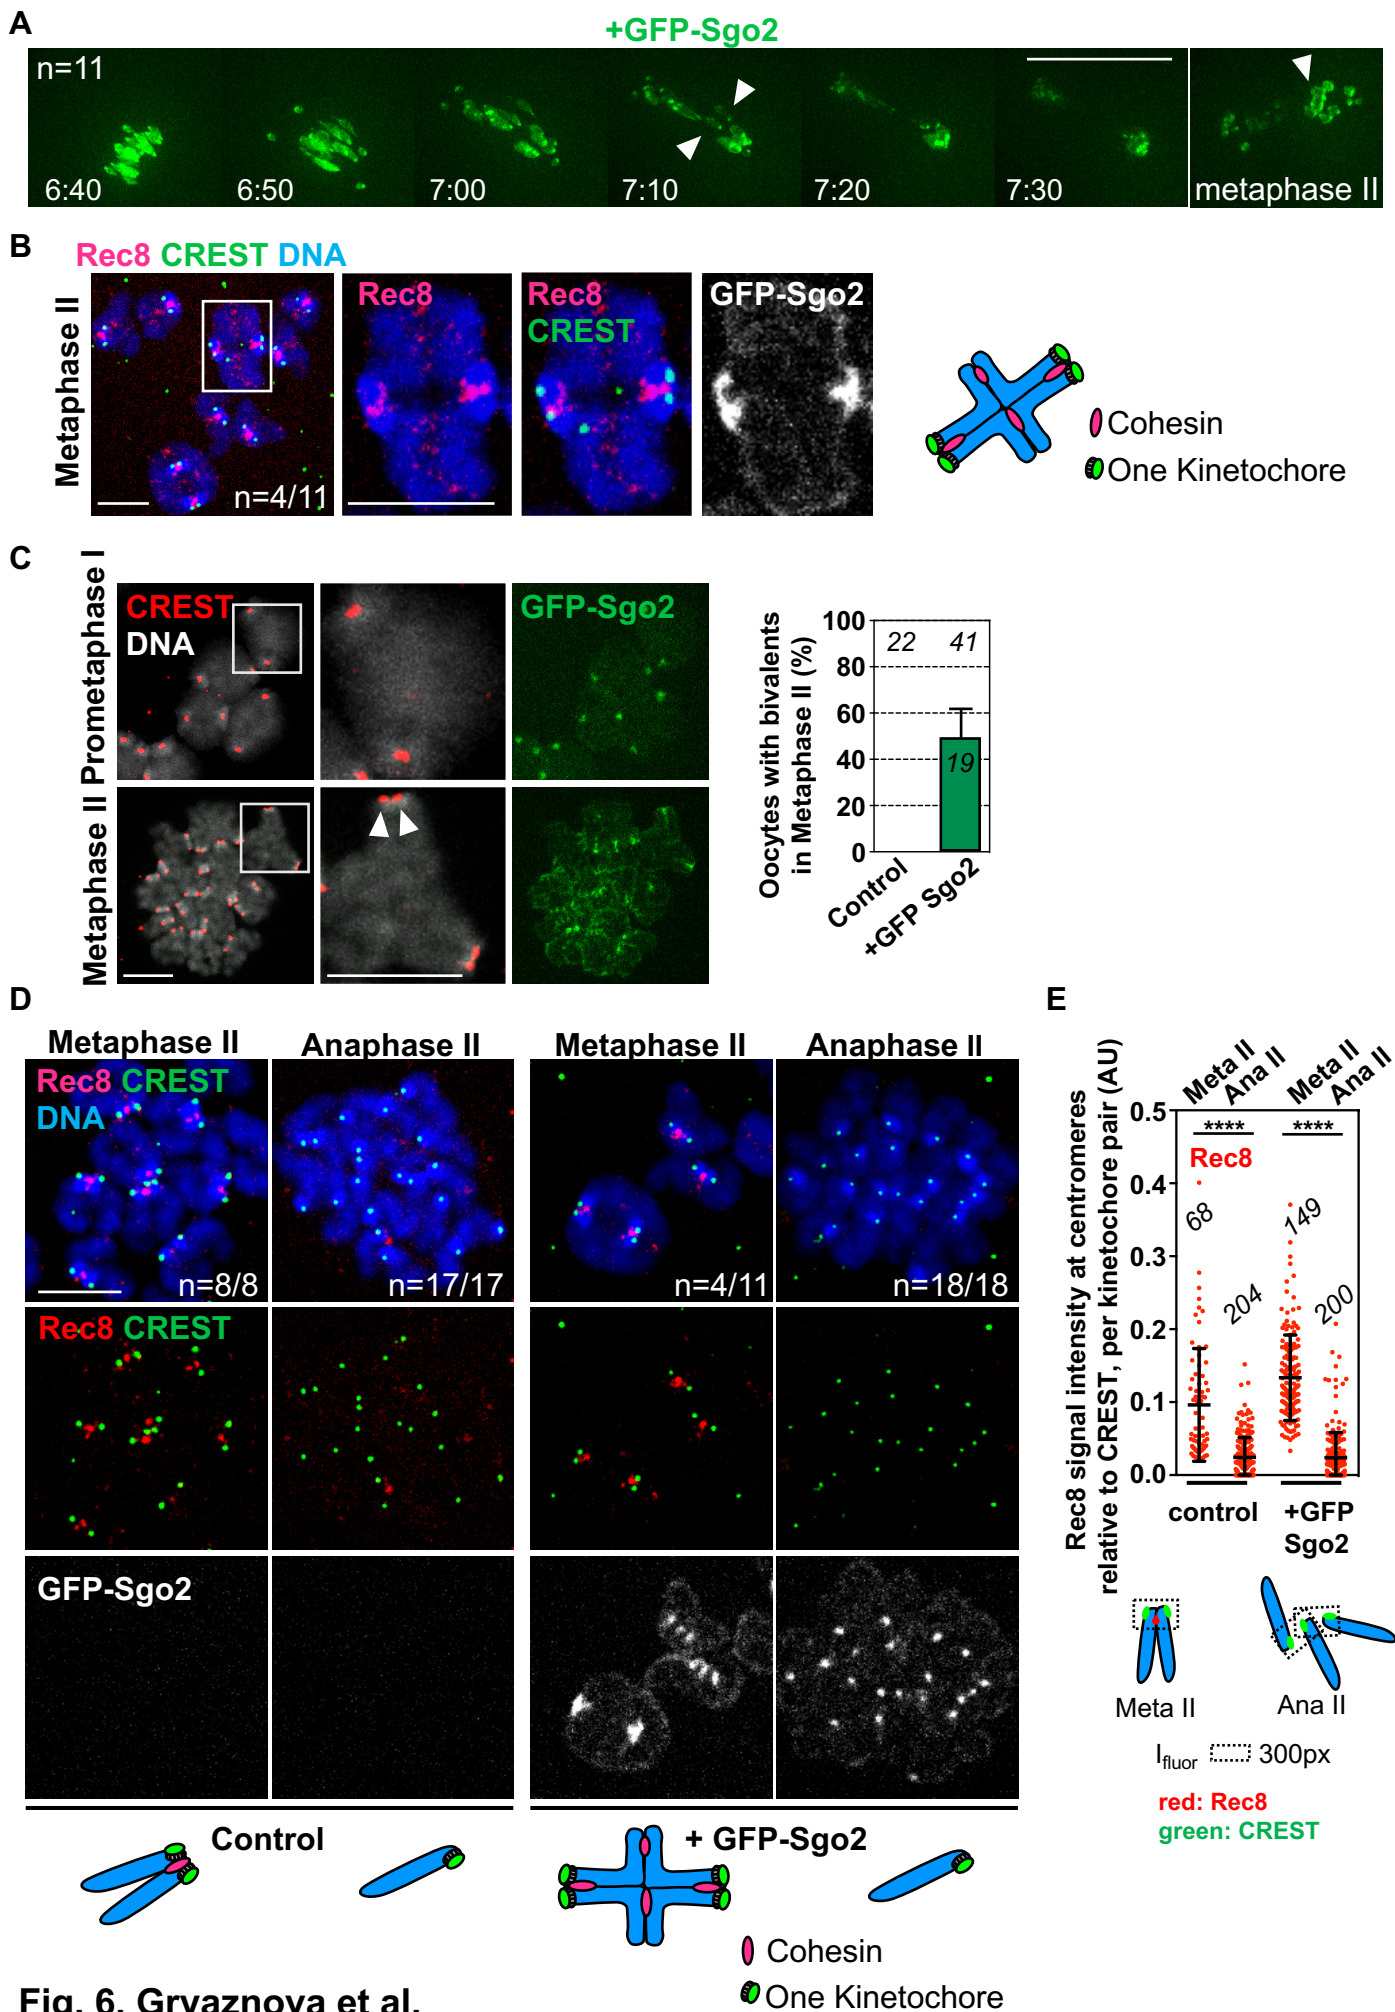 A
+GFP-Sgo2
n=11
6:40
6:50
7:00
7:10
7:20
7:30
metaphase II
B
Rec8 CREST DNA
Metaphase II
n=4/11
Rec8
Rec8
CREST
GFP-Sgo2
Cohesin
One Kinetochore
C
Prometaphase I
CREST
DNA
GFP-Sgo2
Metaphase II
Oocytes with bivalents
in Metaphase II (%)
100
80
60
40
20
0
22
41
19
Control
+GFP Sgo2
D
Metaphase II
Anaphase II
Metaphase II
Anaphase II
Rec8 CREST
DNA
n=8/8
n=17/17
n=4/11
n=18/18
Rec8 CREST
GFP-Sgo2
Control
+ GFP-Sgo2
Cohesin
One Kinetochore
E
Rec8 signal intensity at centromeres
relative to CREST, per kinetochore pair (AU)
Meta II
Ana II
Meta II
Ana II
0.5
0.4
0.3
0.2
0.1
0.0
****
****
Rec8
68
204
149
200
control
+GFP
Sgo2
Meta II
Ana II
Ifluor 300px
red: Rec8
green: CREST
Fig. 6. Gryaznova et al.